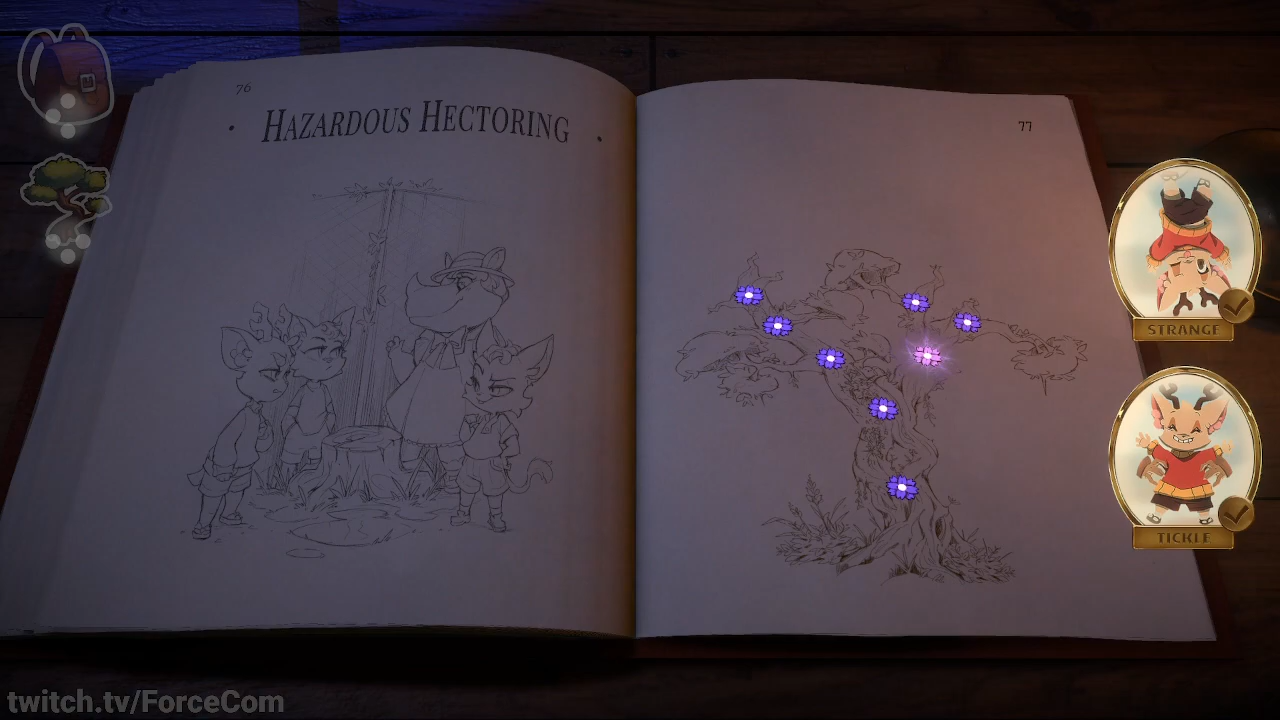 76
HAZARDOUS HECTORING
77
STRANGE
TICKLE
twitch.tv/ForceCom